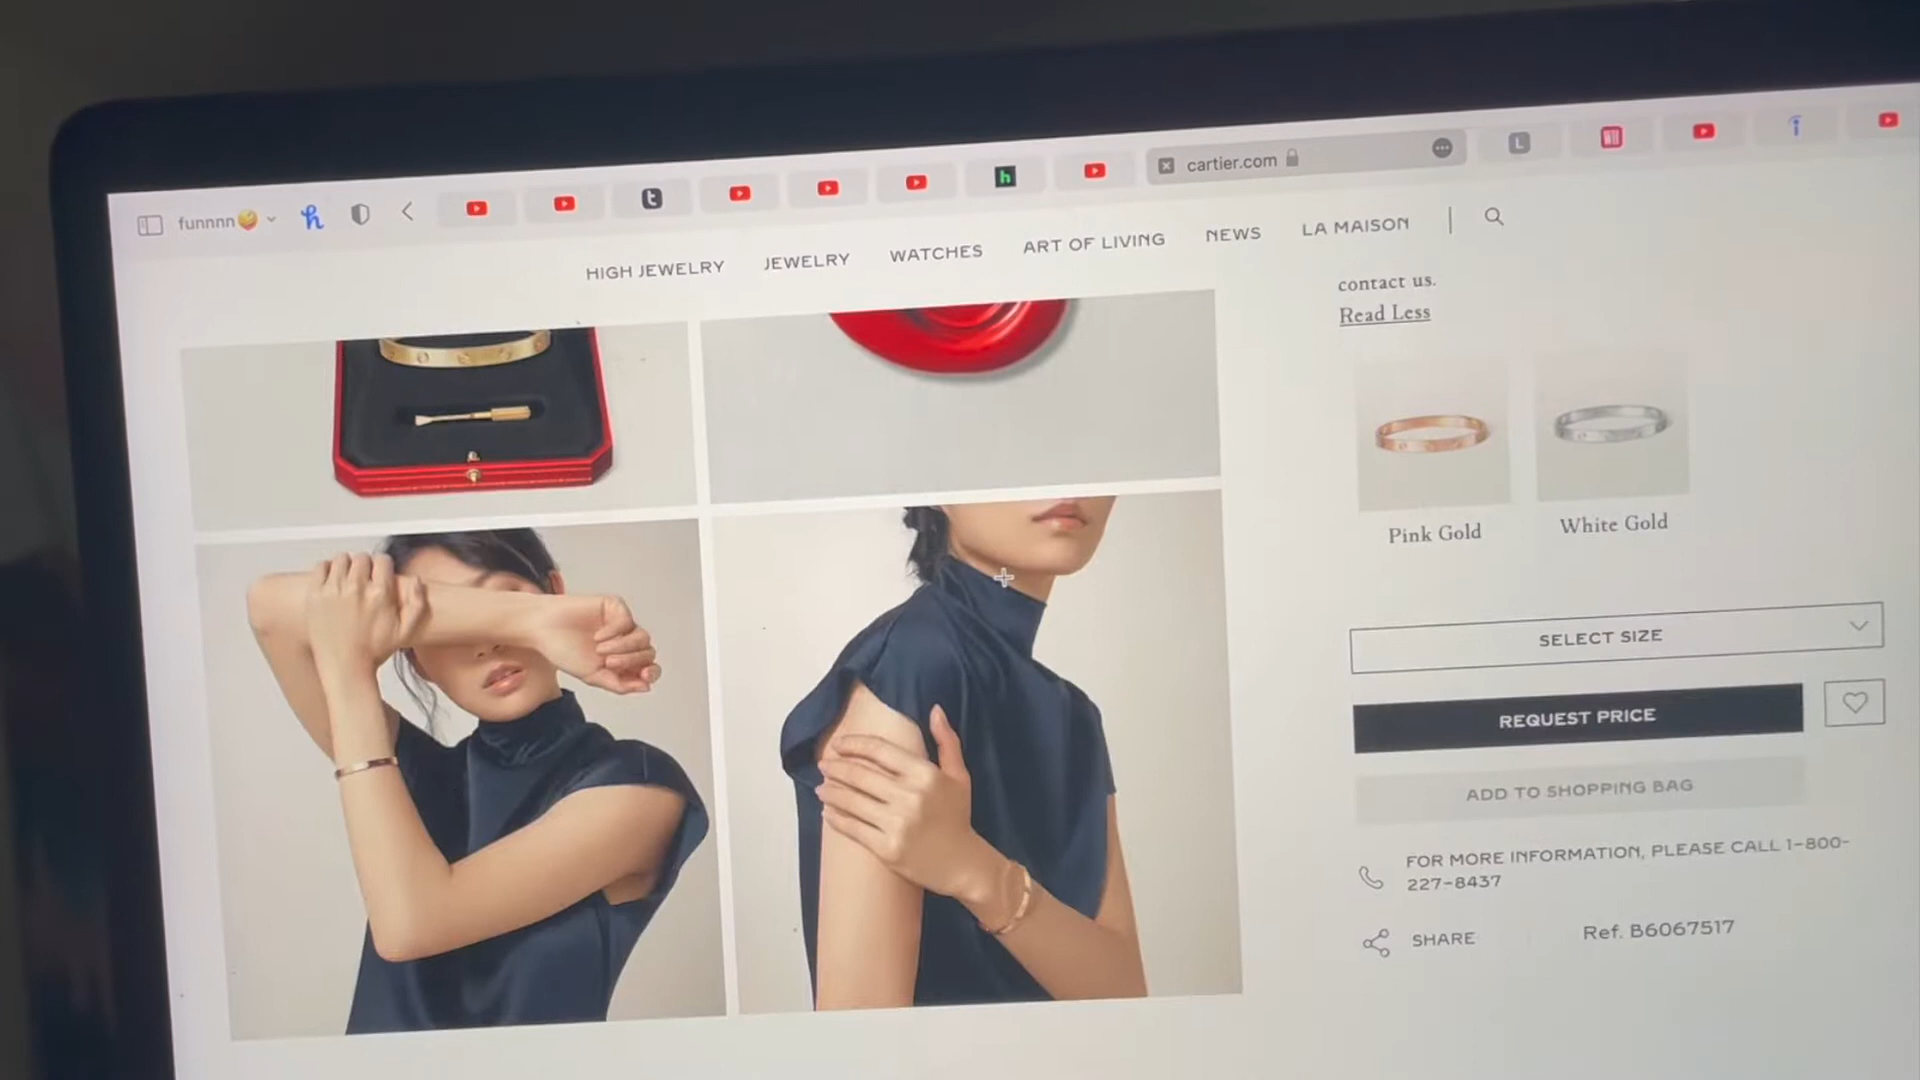 funnnn🤣
cartier.com
HIGH JEWELRY
JEWELRY
WATCHES
ART OF LIVING
NEWS
LA MAISON
contact us.
Read Less
Pink Gold
White Gold
SELECT SIZE
REQUEST PRICE
ADD TO SHOPPING BAG
FOR MORE INFORMATION, PLEASE CALL 1-800-
227-8437
SHARE
Ref. B6067517